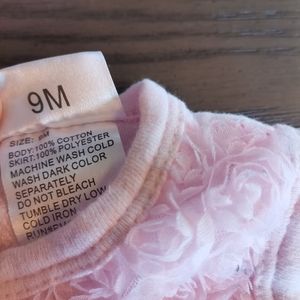 9M
SIZE: 9M
BODY:100% COTTON
SKIRT:100% POLYESTER
MACHINE WASH COLD
WASH DARK COLOR
SEPARATELY
DO NOT BLEACH
TUMBLE DRY LOW
COLD IRON